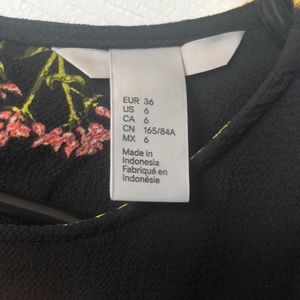 EUR 36
US 6
CA 6
CN 165/84A
MX 6
Made in
Indonesia
Fabriqué en
Indonésie